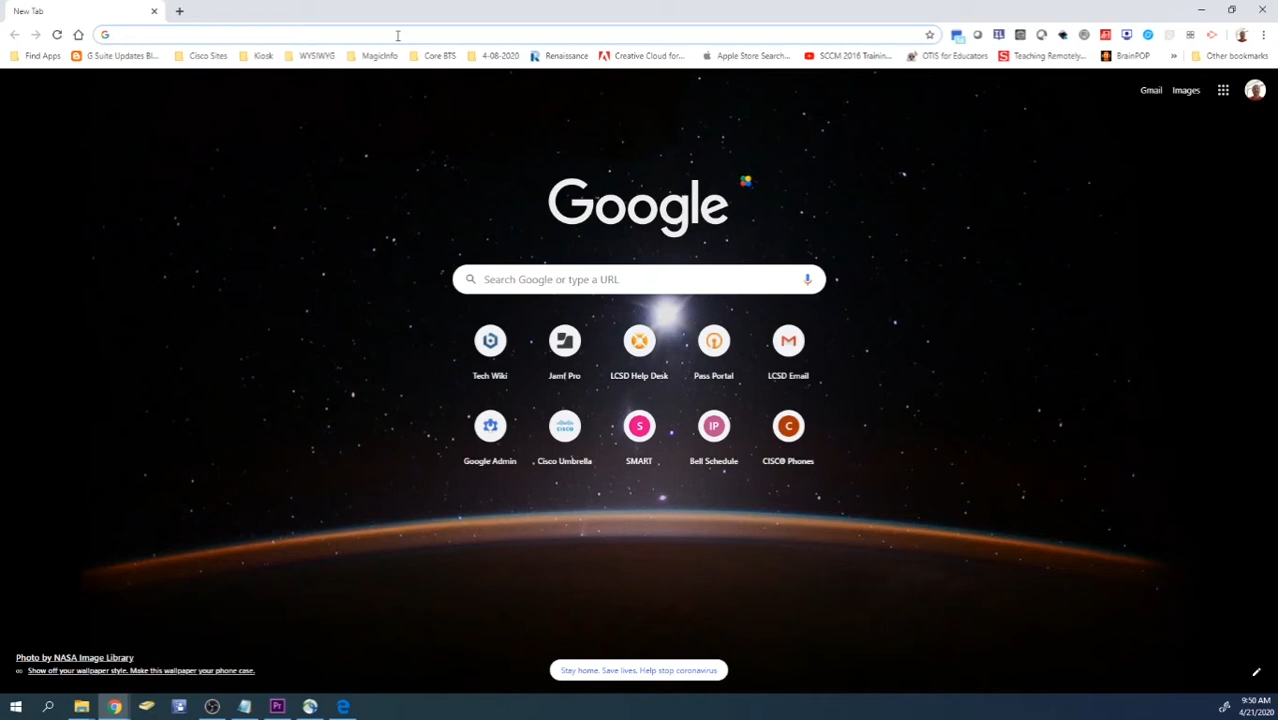 New Tab
Find Apps G Suite Updates Bl... Cisco Sites Kiosk WYSIWYG MagicInfo Core BTS 4-08-2020 Renaissance Creative Cloud for... Apple Store Search... SCCM 2016 Training... OTIS for Educators Teaching Remotely... BrainPOP » Other bookmarks
Gmail Images
Google
Search Google or type a URL
Tech Wiki Jamf Pro LCSD Help Desk Pass Portal LCSD Email
CISCO S IP C
Google Admin Cisco Umbrella SMART Bell Schedule CISCO Phones
Photo by NASA Image Library
Show off your wallpaper style. Make this wallpaper your phone case.
Stay home. Save lives. Help stop coronavirus
Pr
9:50 AM
4/21/2020